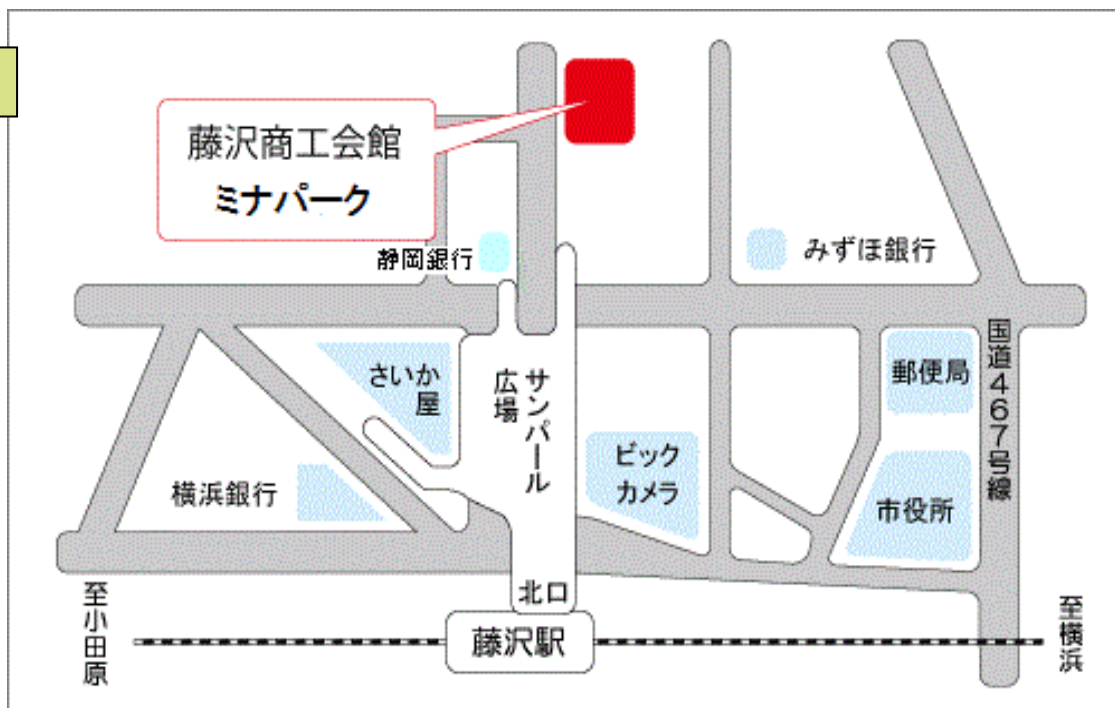 藤沢商工会館
ミナパーク
静岡銀行
みずほ銀行
さいか
屋
サンパール
広場
ビック
カメラ
郵便局
国道467号線
横浜銀行
市役所
北口
至小田原
藤沢駅
至横浜